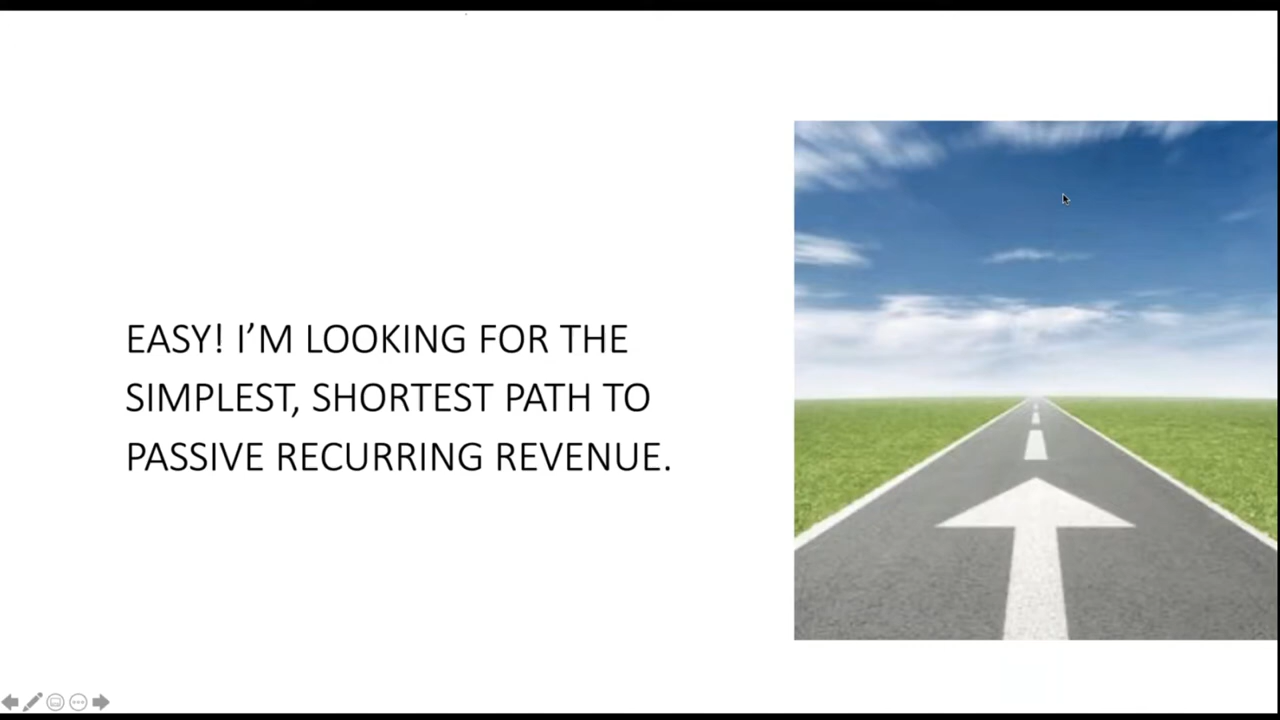 EASY! I’M LOOKING FOR THE
SIMPLEST, SHORTEST PATH TO
PASSIVE RECURRING REVENUE.